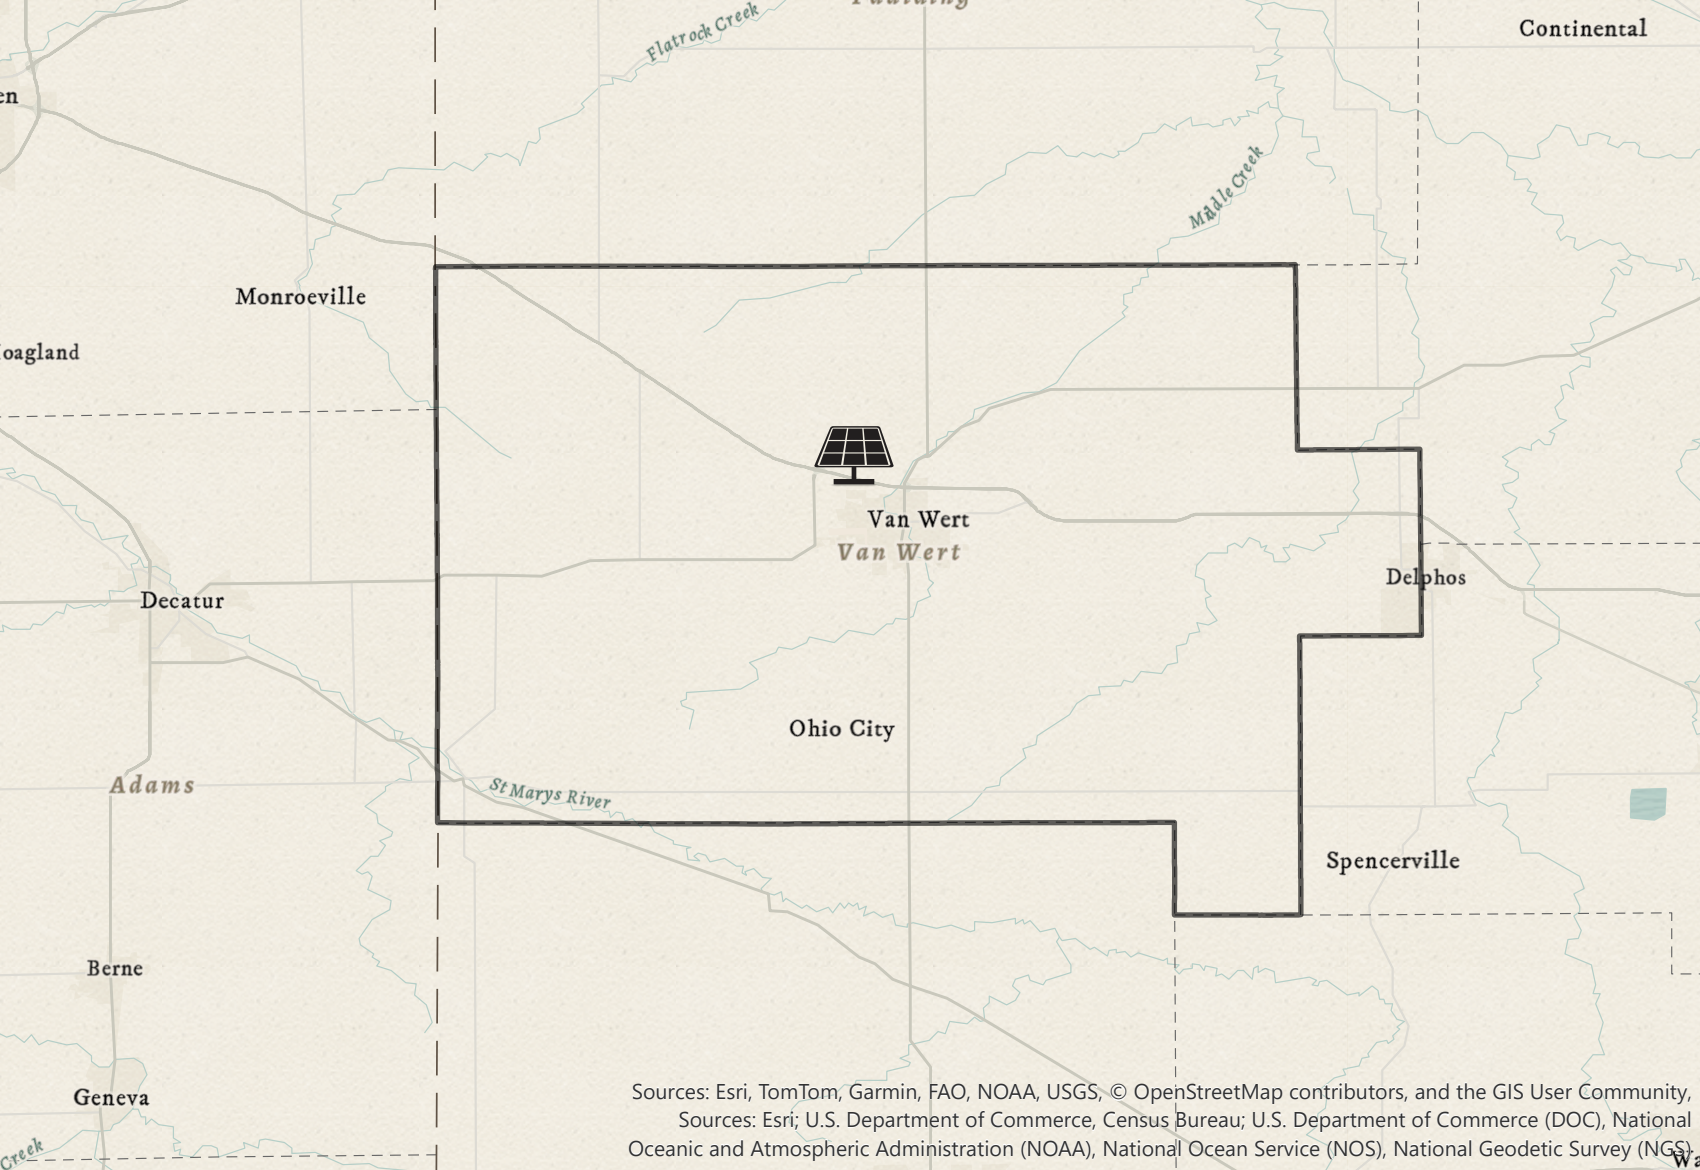 Flatrock Creek
Continental
en
Middle Creek
Monroeville
oagland
Van Wert
Van Wert
Delphos
Decatur
Ohio City
Adams
St Marys River
Spencerville
Berne
Geneva
Creek
Sources: Esri, TomTom, Garmin, FAO, NOAA, USGS, © OpenStreetMap contributors, and the GIS User Community,
Sources: Esri; U.S. Department of Commerce, Census Bureau; U.S. Department of Commerce (DOC), National
Oceanic and Atmospheric Administration (NOAA), National Ocean Service (NOS), National Geodetic Survey (NGS)